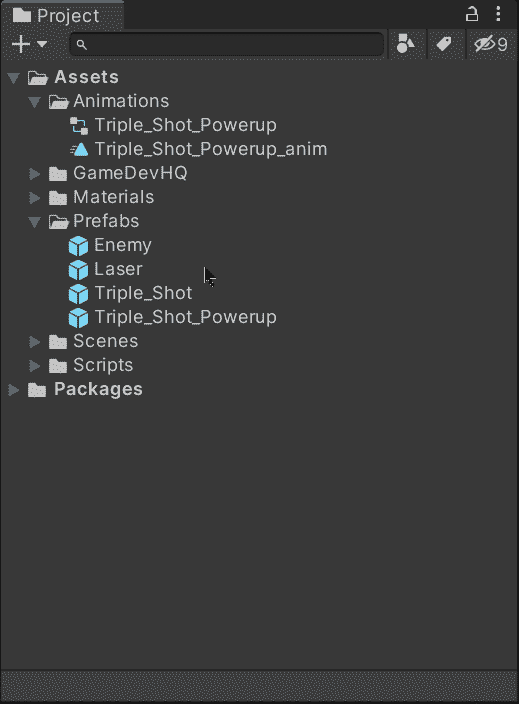 Project
9
Assets
Animations
Triple_Shot_Powerup
Triple_Shot_Powerup_anim
GameDevHQ
Materials
Prefabs
Enemy
Laser
Triple_Shot
Triple_Shot_Powerup
Scenes
Scripts
Packages